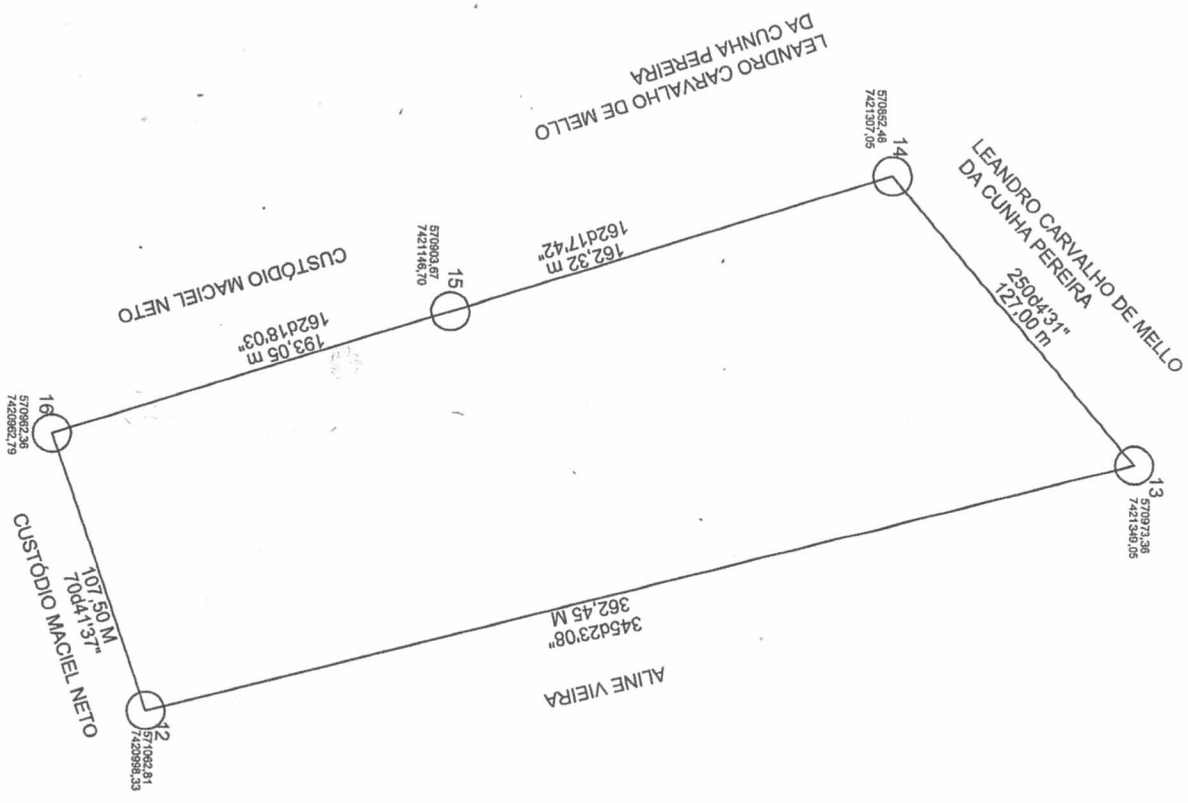 LEANDRO CARVALHO DE MELLO
DA CUNHA PEREIRA
14
570852,46
7421307,05
LEANDRO CARVALHO DE MELLO
DA CUNHA PEREIRA
250d4'31"
127,00 m
13
570973,36
7421349,05
162,32 m
162d17'42"
15
570903,67
7421146,70
CUSTÓDIO MACIEL NETO
193,05 m
162d18'03"
16
570962,36
7420962,79
107,50 M
70d41'37"
CUSTÓDIO MACIEL NETO
12
571062,81
7420998,33
345d23'08"
362,45 M
ALINE VIEIRA